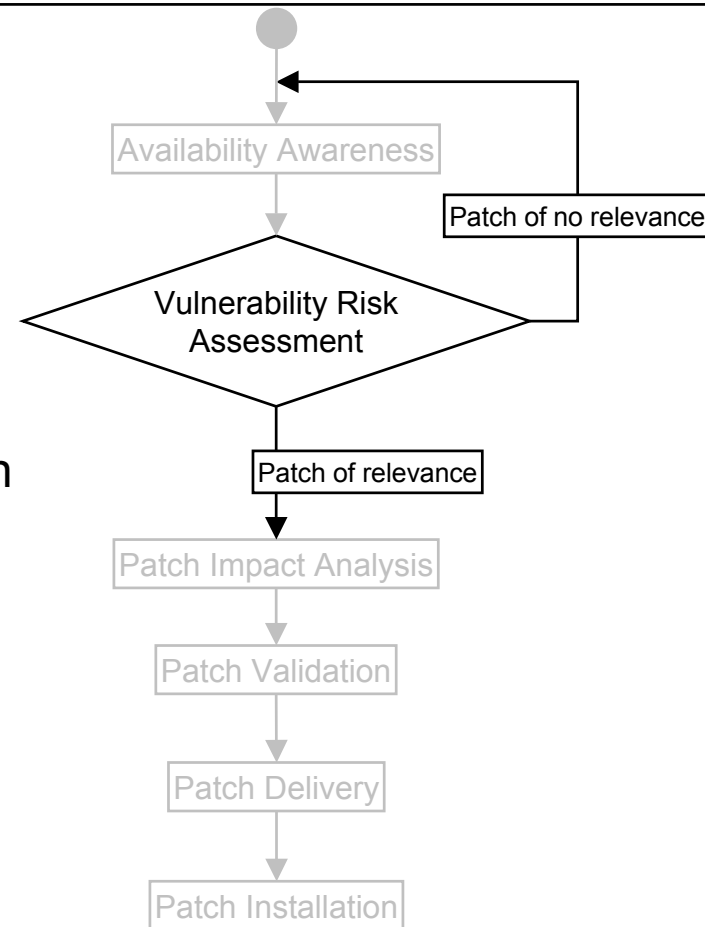 Availability Awareness
Patch of no relevance
Vulnerability Risk
Assessment
Patch of relevance
Patch Impact Analysis
Patch Validation
Patch Delivery
Patch Installation